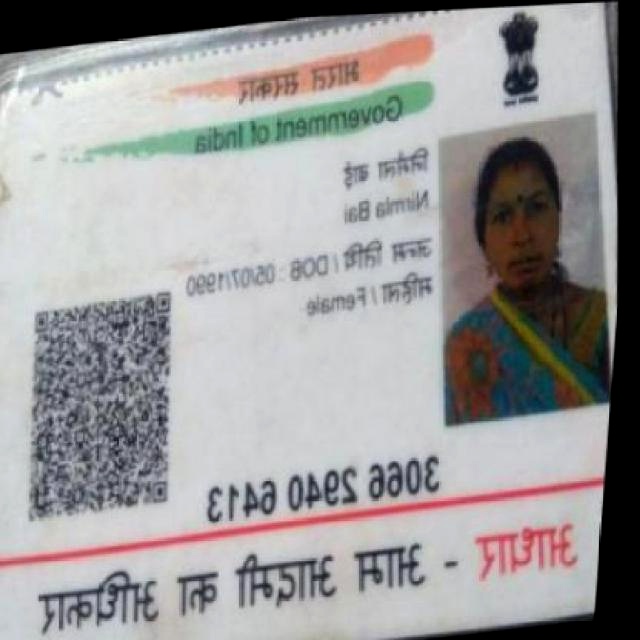 भारत सरकार
Government of India
निर्मला बाई
Nirmla Bai
जन्म तिथि / DOB : 05/07/1990
महिला / Female
3066 2940 6413
आधार - आम आदमी का अधिकार